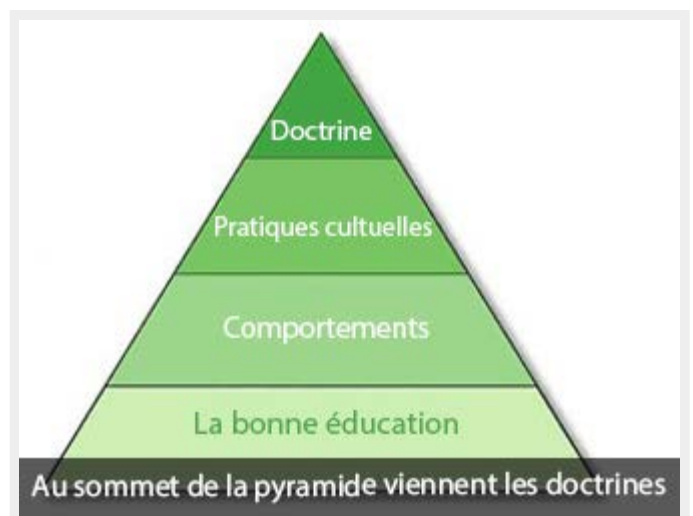 Doctrine
Pratiques cultuelles
Comportements
La bonne éducation
Au sommet de la pyramide viennent les doctrines